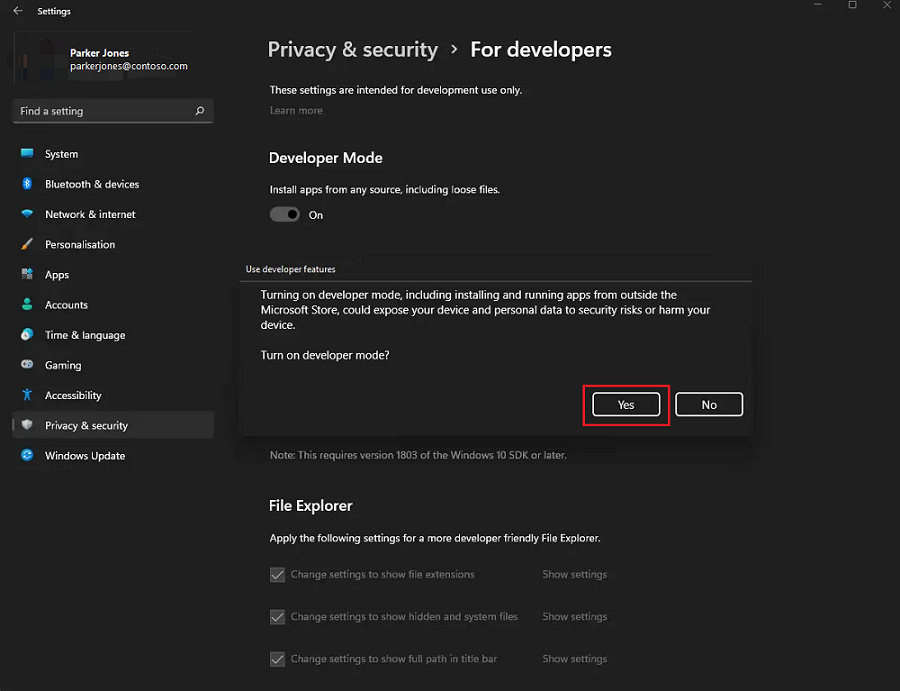 Settings
Parker Jones
parkerjones@contoso.com
Find a setting
System
Bluetooth & devices
Network & internet
Personalisation
Apps
Accounts
Time & language
Gaming
Accessibility
Privacy & security
Windows Update
Privacy & security › For developers
These settings are intended for development use only.
Learn more
Developer Mode
Install apps from any source, including loose files.
On
Use developer features
Turning on developer mode, including installing and running apps from outside the
Microsoft Store, could expose your device and personal data to security risks or harm your
device.
Turn on developer mode?
Yes
No
Note: This requires version 1803 of the Windows 10 SDK or later.
File Explorer
Apply the following settings for a more developer friendly File Explorer.
Change settings to show file extensions
Show settings
Change settings to show hidden and system files
Show settings
Change settings to show full path in title bar
Show settings